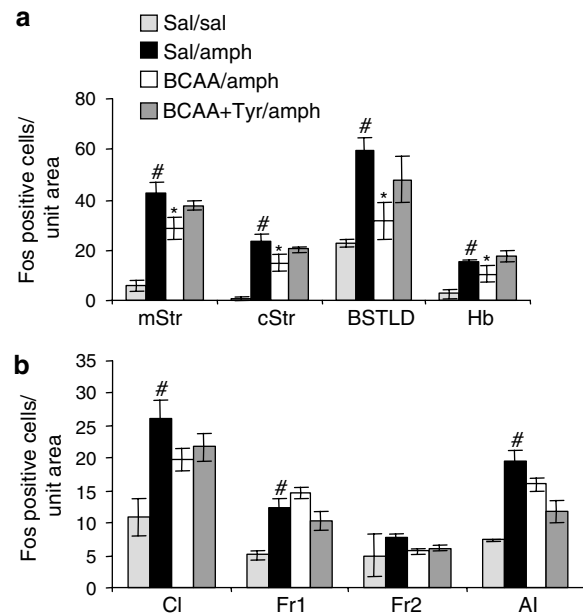 a
Sal/sal
Sal/amph
BCAA/amph
BCAA+Tyr/amph
Fos positive cells/
unit area
80
60
40
20
0
#
*
#
*
#
*
#
*
mStr
cStr
BSTLD
Hb
b
Fos positive cells/
unit area
35
30
25
20
15
10
5
0
#
#
#
Cl
Fr1
Fr2
AI